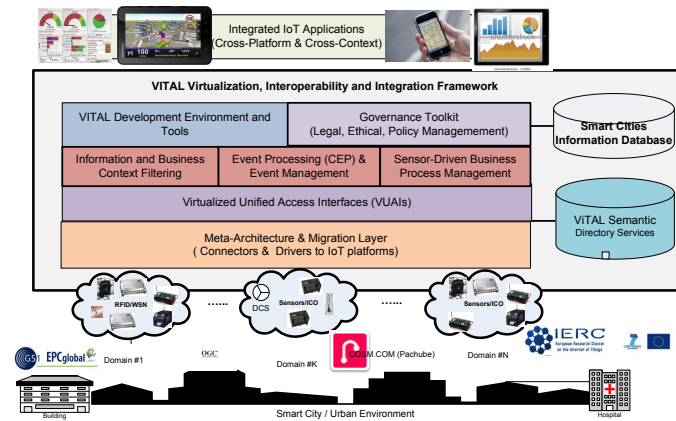 Integrated IoT Applications
(Cross-Platform & Cross-Context)
VITAL Virtualization, Interoperability and Integration Framework
VITAL Development Environment and
Tools
Governance Toolkit
(Legal, Ethical, Policy Managemement)
Smart Cities
Information Database
Information and Business
Context Filtering
Event Processing (CEP) &
Event Management
Sensor-Driven Business
Process Management
Virtualized Unified Access Interfaces (VUAIs)
ViTAL Semantic
Directory Services
Meta-Architecture & Migration Layer
( Connectors & Drivers to IoT platforms)
RFID/WSN
......
DCS
Sensors/ICO
......
Sensors/ICO
GS1 EPCglobal
Domain #1
OGC
Domain #K
COSM.COM (Pachube)
Domain #N
IERC
European Research Cluster
on the Internet of Things
Building
Smart City / Urban Environment
Hospital